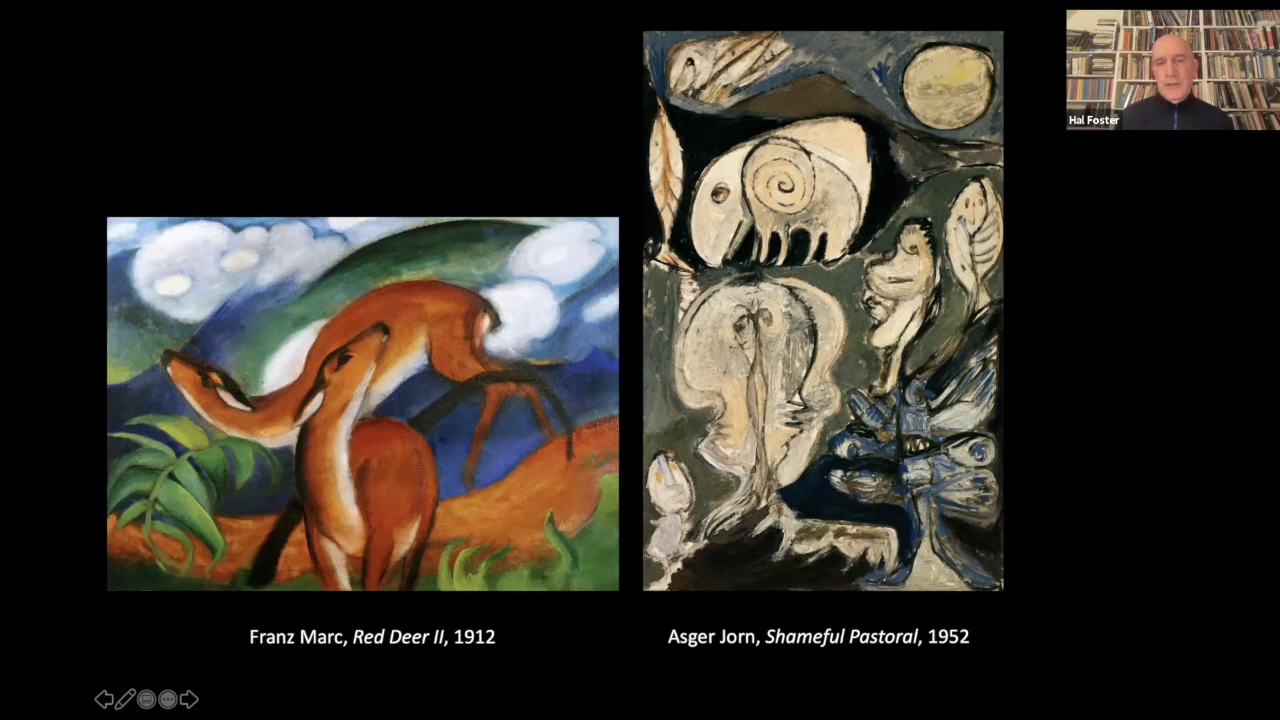 Hal Foster
Franz Marc, Red Deer II, 1912
Asger Jorn, Shameful Pastoral, 1952